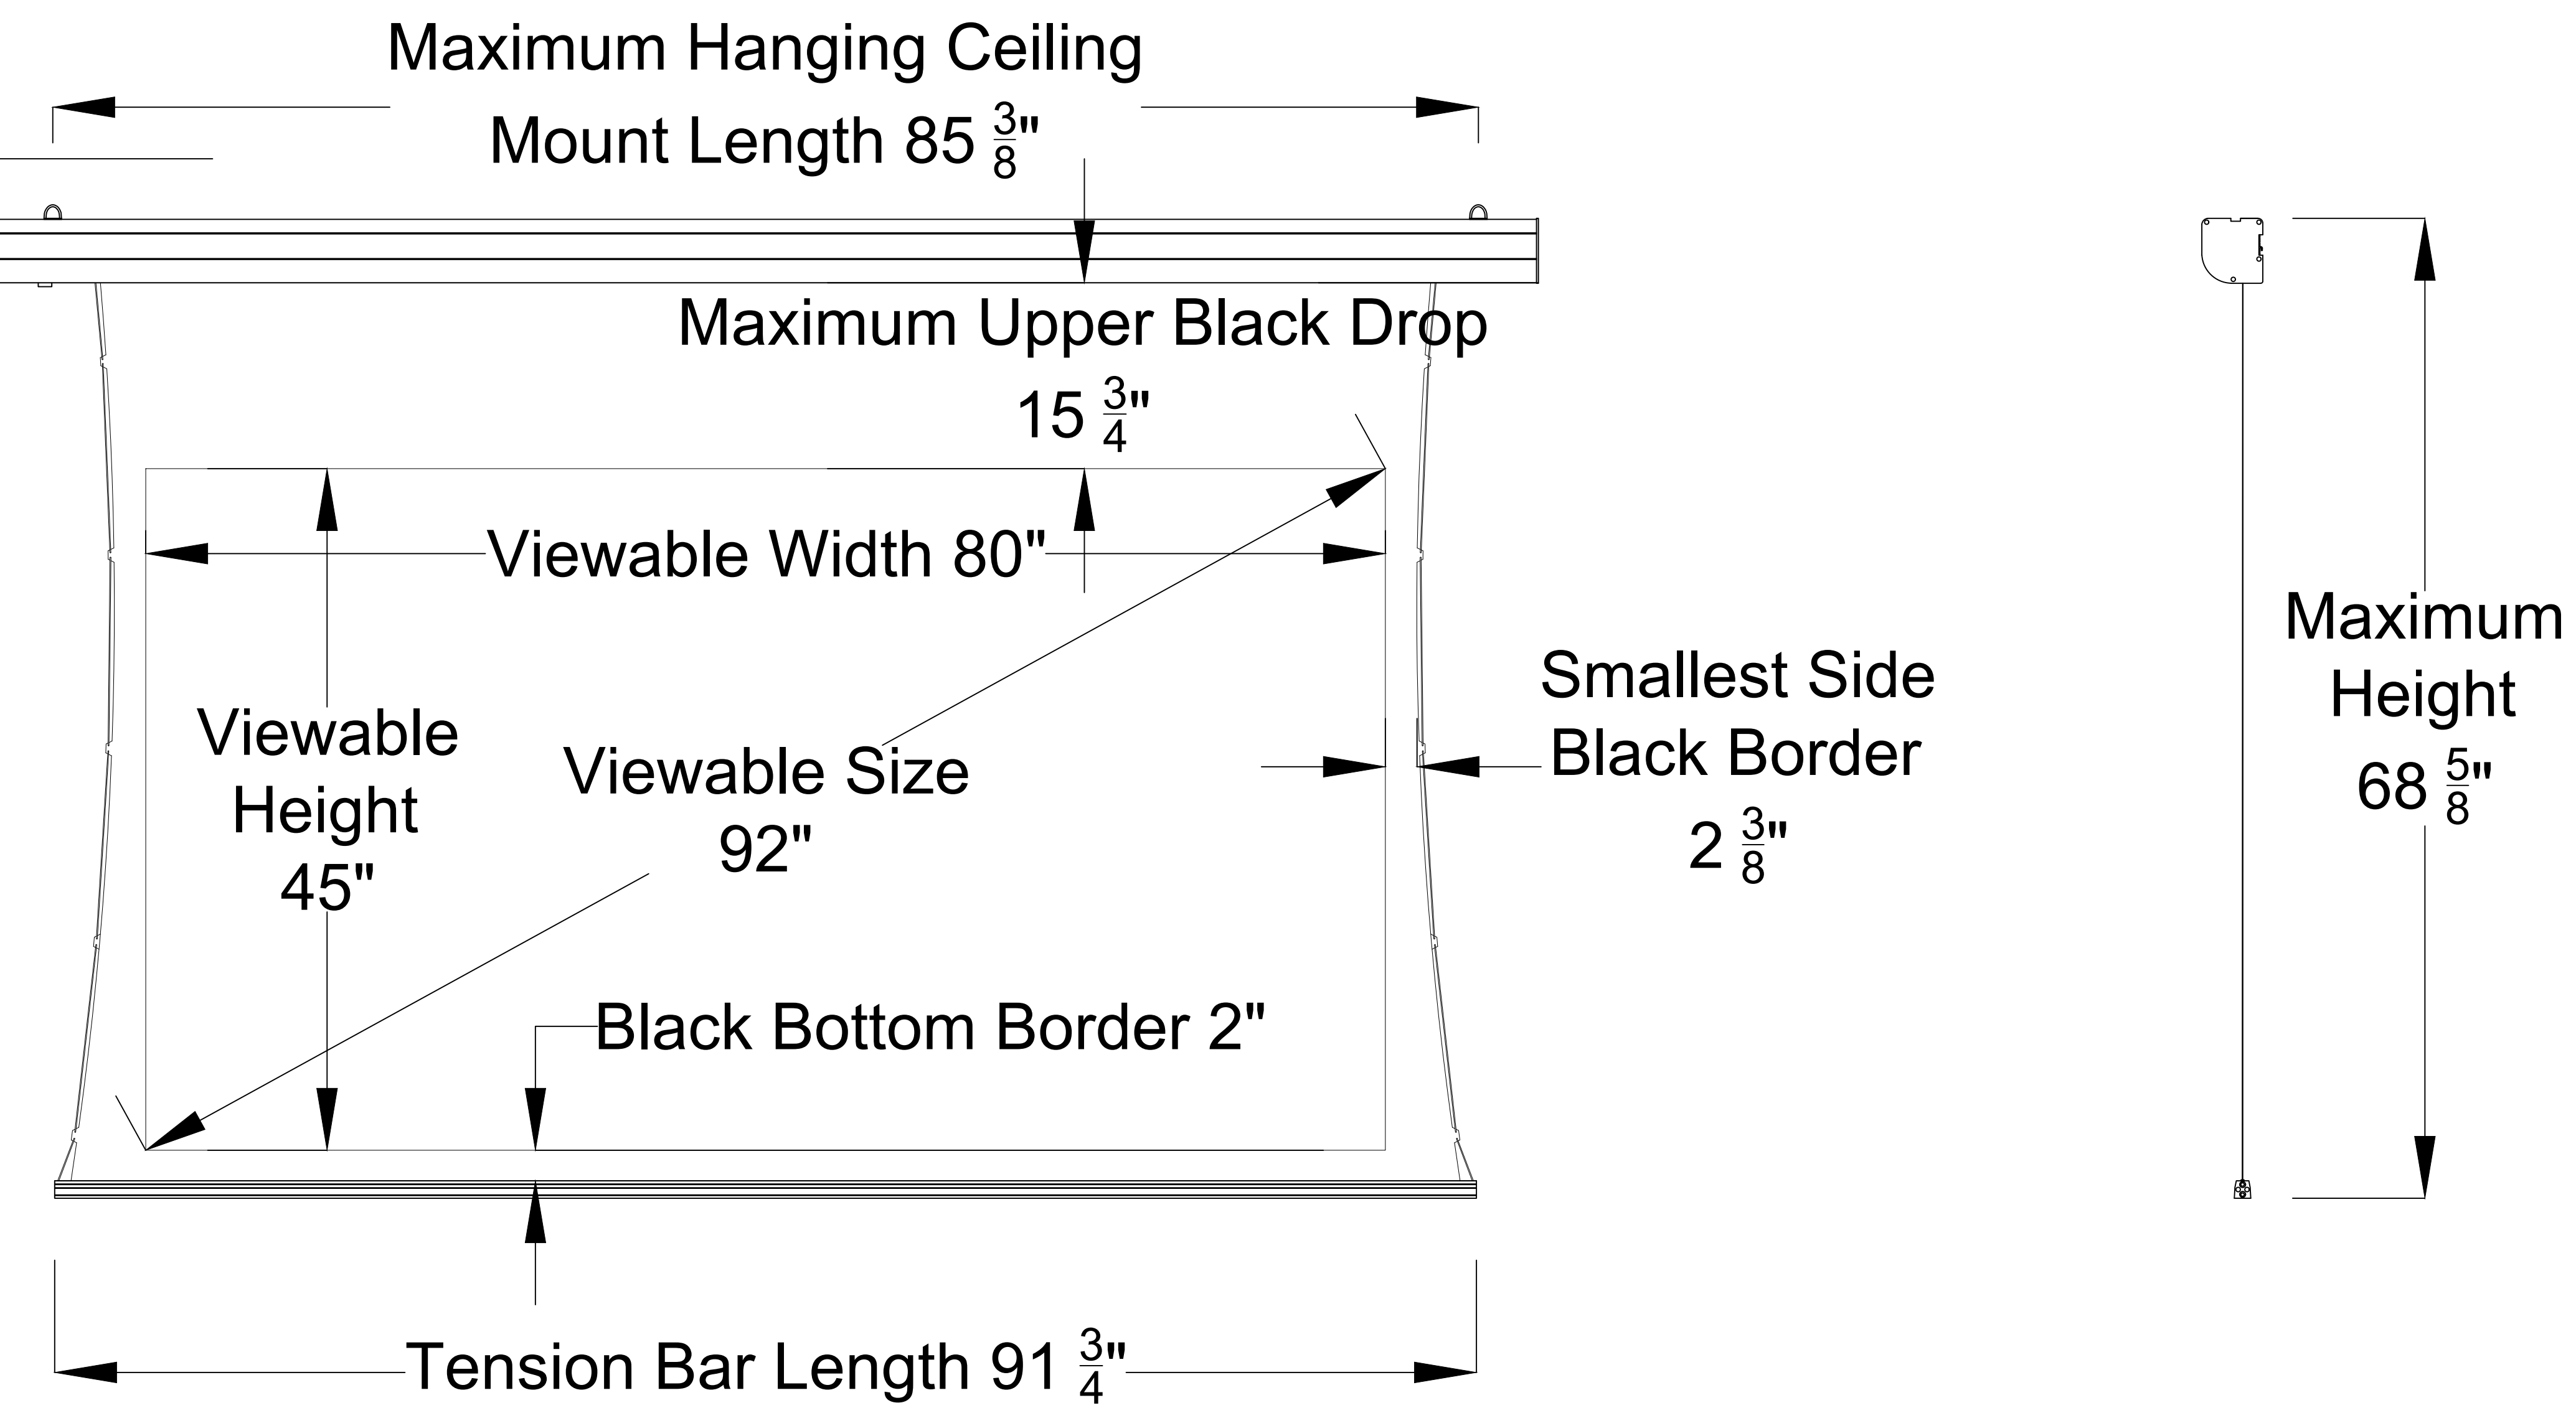 Maximum Hanging Ceiling
Mount Length 85 3/8"
Maximum Upper Black Drop
15 3/4"
Viewable Width 80"
Viewable
Height
45"
Viewable Size
92"
Smallest Side
Black Border
2 3/8"
Maximum
Height
68 5/8"
Black Bottom Border 2"
Tension Bar Length 91 3/4"